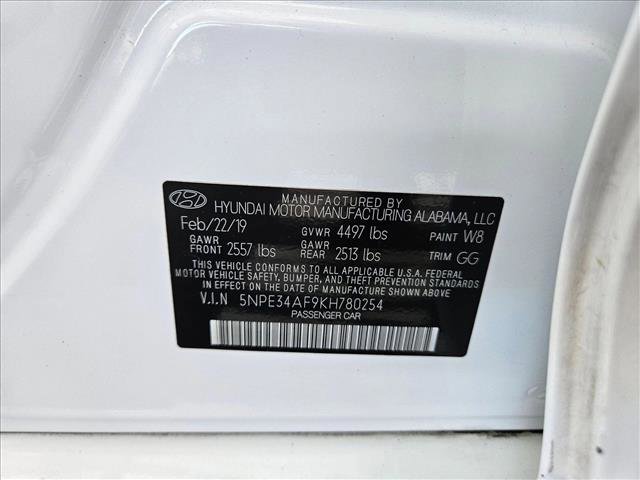 MANUFACTURED BY
HYUNDAI MOTOR MANUFACTURING ALABAMA, LLC
Feb/22/19 GVWR 4497 lbs PAINT W8
GAWR FRONT 2557 lbs GAWR REAR 2513 lbs TRIM GG
THIS VEHICLE CONFORMS TO ALL APPLICABLE U.S.A. FEDERAL
MOTOR VEHICLE SAFETY, BUMPER, AND THEFT PREVENTION STANDARDS
IN EFFECT ON THE DATE OF MANUFACTURE SHOWN ABOVE.
V.I.N 5NPE34AF9KH780254
PASSENGER CAR